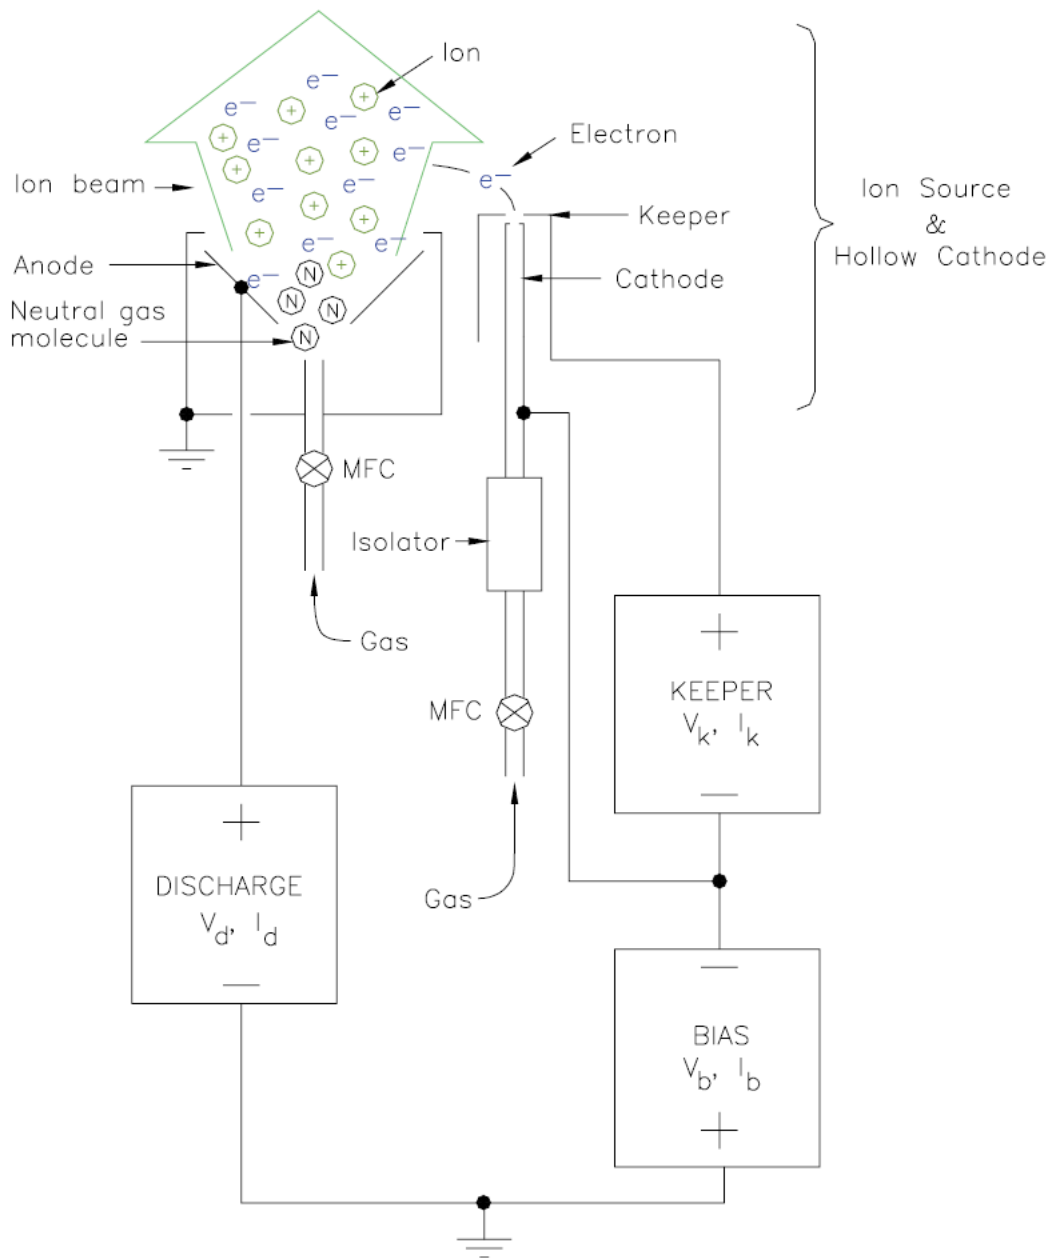 Ion
e−
+
e−
+
e−
e−
+
e−
+
e−
+
+
e−
Electron
e−
Ion beam
e−
e−
+
+
+
Keeper
Ion Source
&
Hollow Cathode
+
e−
e−
Anode
e−
+
N
Cathode
Neutral gas
molecule
N
N
N
MFC
Isolator
Gas
MFC
Gas
+
KEEPER
Vk, Ik
−
+
DISCHARGE
Vd, Id
−
−
BIAS
Vb, Ib
+